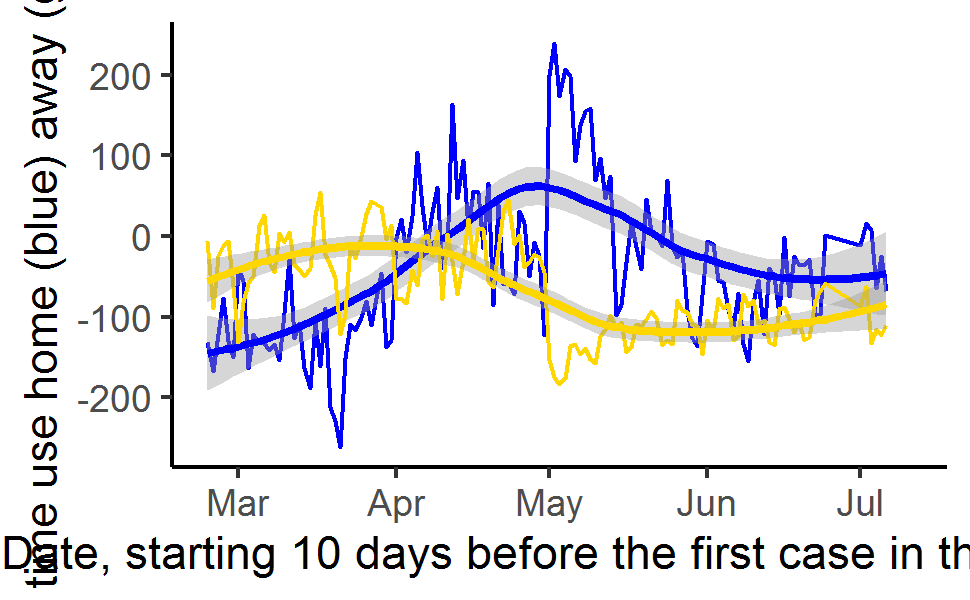 time use home (blue) away (
200
100
0
-100
-200
Mar Apr May Jun Jul
Date, starting 10 days before the first case in th